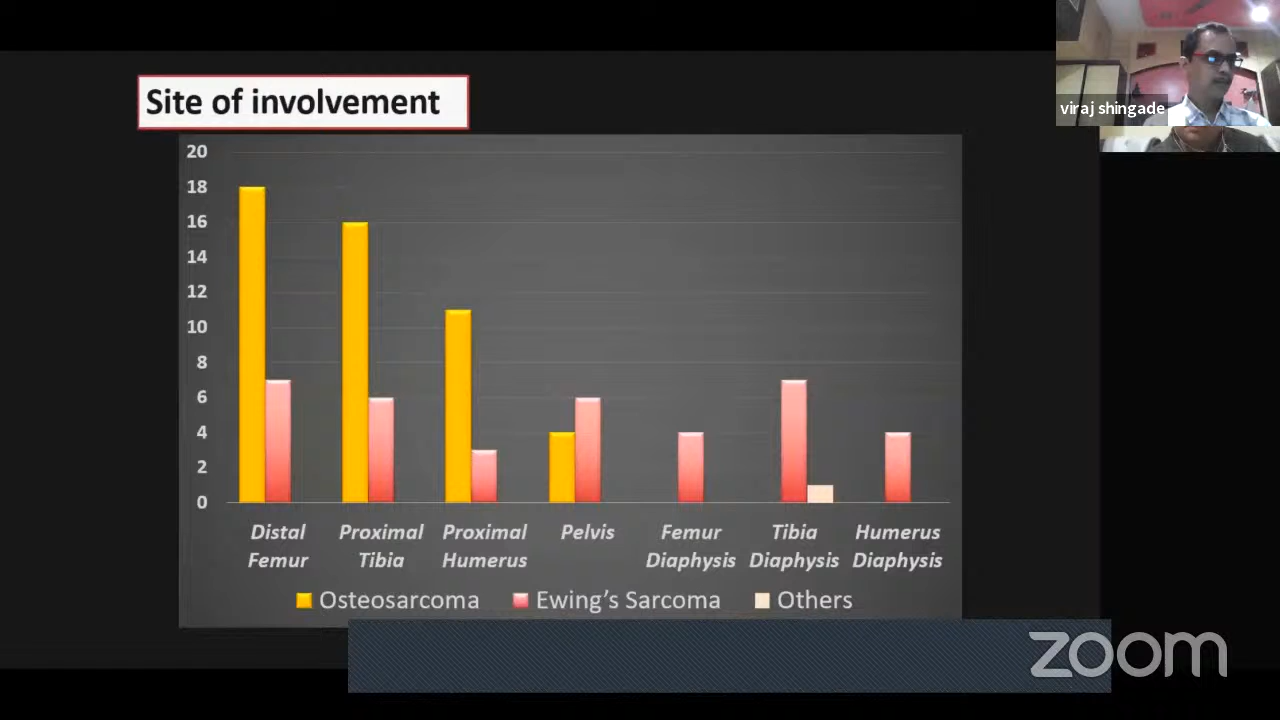 viraj shingade
Site of involvement
20
18
16
14
12
10
8
6
4
2
0
Distal Femur
Proximal Tibia
Proximal Humerus
Pelvis
Femur Diaphysis
Tibia Diaphysis
Humerus Diaphysis
Osteosarcoma
Ewing’s Sarcoma
Others
zoom